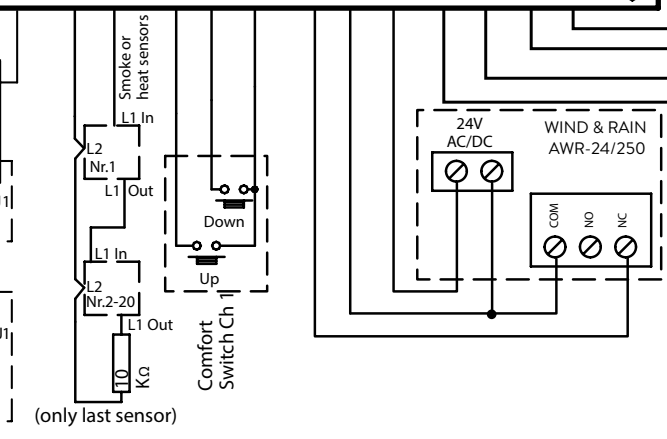 Smoke or
heat sensors
L1 In
L2
Nr.1
L1 Out
L1 In
L2
Nr.2-20
L1 Out
10
KΩ
(only last sensor)
Down
Up
Comfort
Switch Ch 1
24V
AC/DC
WIND & RAIN
AWR-24/250
COM
NO
NC